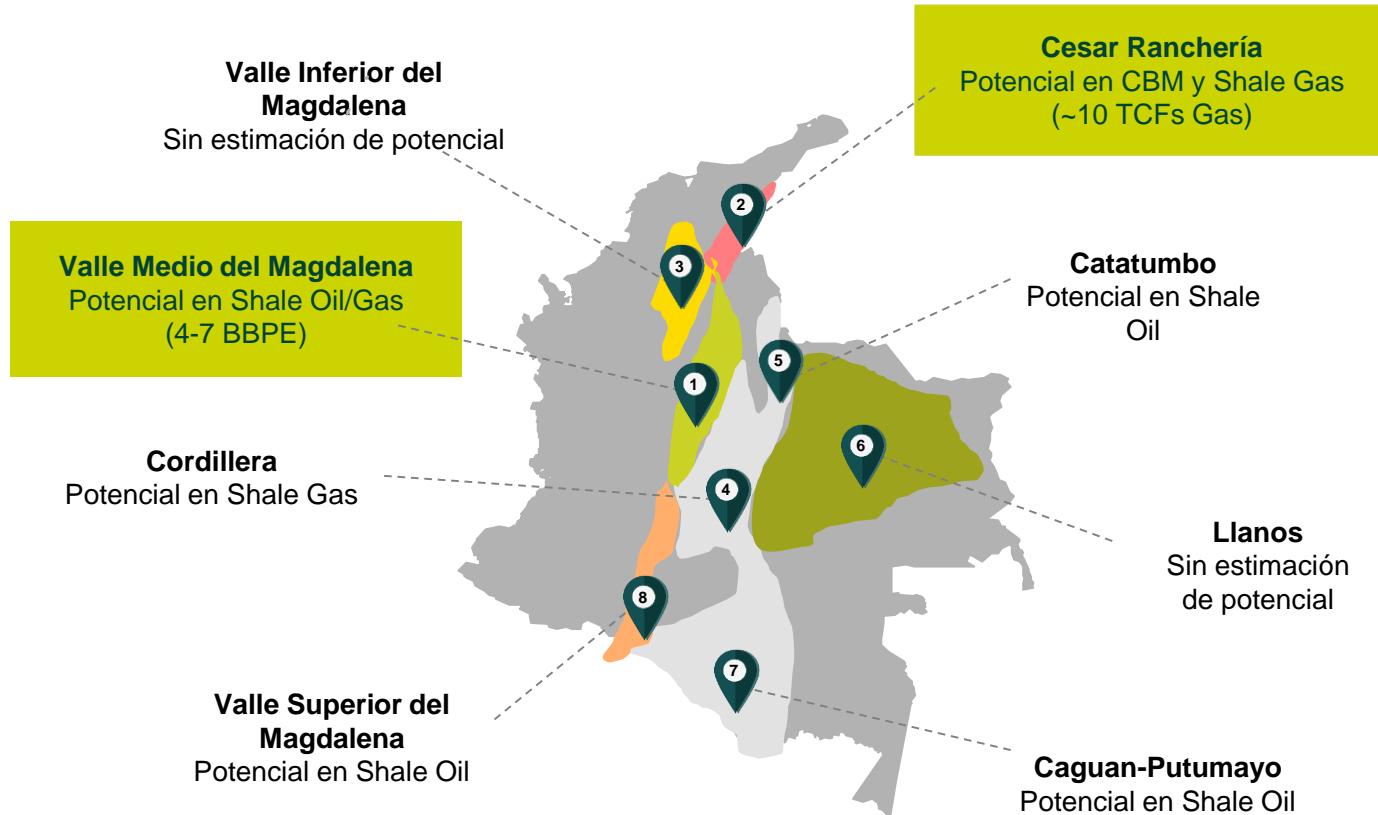 Cesar Ranchería
Potencial en CBM y Shale Gas
(~10 TCFs Gas)
Valle Inferior del
Magdalena
Sin estimación de potencial
2
3
Valle Medio del Magdalena
Potencial en Shale Oil/Gas
(4-7 BBPE)
Catatumbo
Potencial en Shale
Oil
5
1
6
Cordillera
Potencial en Shale Gas
4
Llanos
Sin estimación
de potencial
8
7
Valle Superior del
Magdalena
Potencial en Shale Oil
Caguan-Putumayo
Potencial en Shale Oil